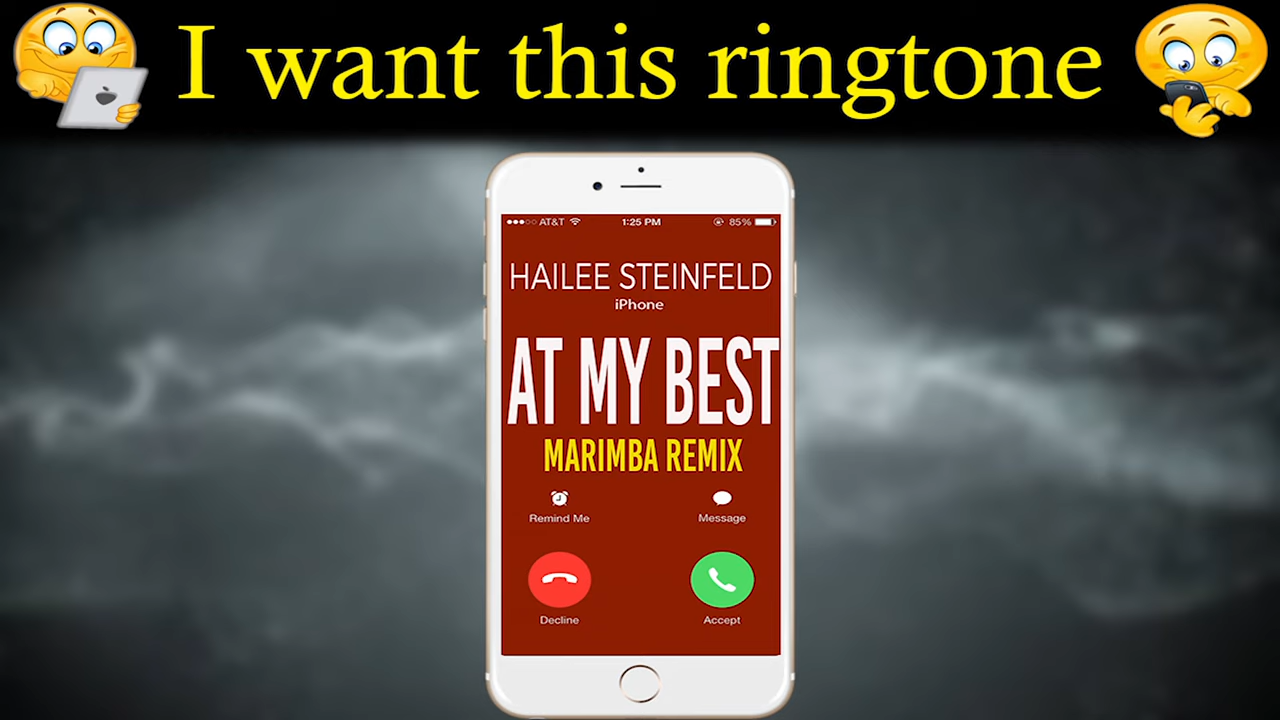 I want this ringtone
AT&T 1:25 PM 85%
HAILEE STEINFELD
iPhone
AT MY BEST
MARIMBA REMIX
Remind Me Message
Decline Accept